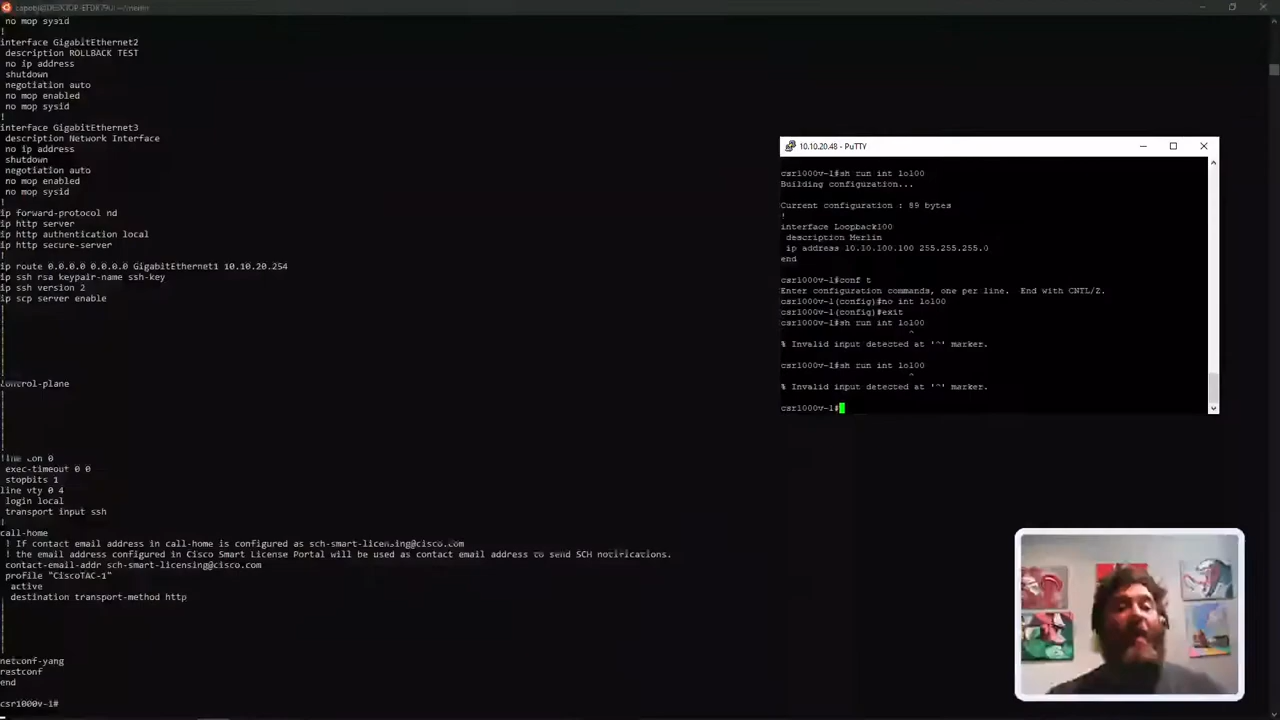 no mop sysid
!
interface GigabitEthernet2
description ROLLBACK TEST
no ip address
shutdown
negotiation auto
no mop enabled
no mop sysid
!
interface GigabitEthernet3
description Network Interface
no ip address
shutdown
negotiation auto
no mop enabled
no mop sysid
!
ip forward-protocol nd
ip http server
ip http authentication local
ip http secure-server
!
ip route 0.0.0.0 0.0.0.0 GigabitEthernet1 10.10.20.254
ip ssh rsa keypair-name ssh-key
ip ssh version 2
ip scp server enable
control-plane
line con 0
exec-timeout 0 0
stopbits 1
line vty 0 4
login local
transport input ssh
!
call-home
! If contact email address in call-home is configured as sch-smart-licensing@cisco.com
! the email address configured in Cisco Smart License Portal will be used as contact email address to send SCH notifications.
contact-email-addr sch-smart-licensing@cisco.com
profile "CiscoTAC-1"
active
destination transport-method http
netconf-yang
restconf
end
csr1000v-1#
10.10.20.48 - PuTTY
csr1000v-1#sh run int lo100
Building configuration...
Current configuration : 89 bytes
!
interface Loopback100
description Merlin
ip address 10.10.100.100 255.255.255.0
end
csr1000v-1#conf t
Enter configuration commands, one per line. End with CNTL/Z.
csr1000v-1(config)#no int lo100
csr1000v-1(config)#exit
csr1000v-1#sh run int lo100
^
% Invalid input detected at '^' marker.
csr1000v-1#sh run int lo100
^
% Invalid input detected at '^' marker.
csr1000v-1#